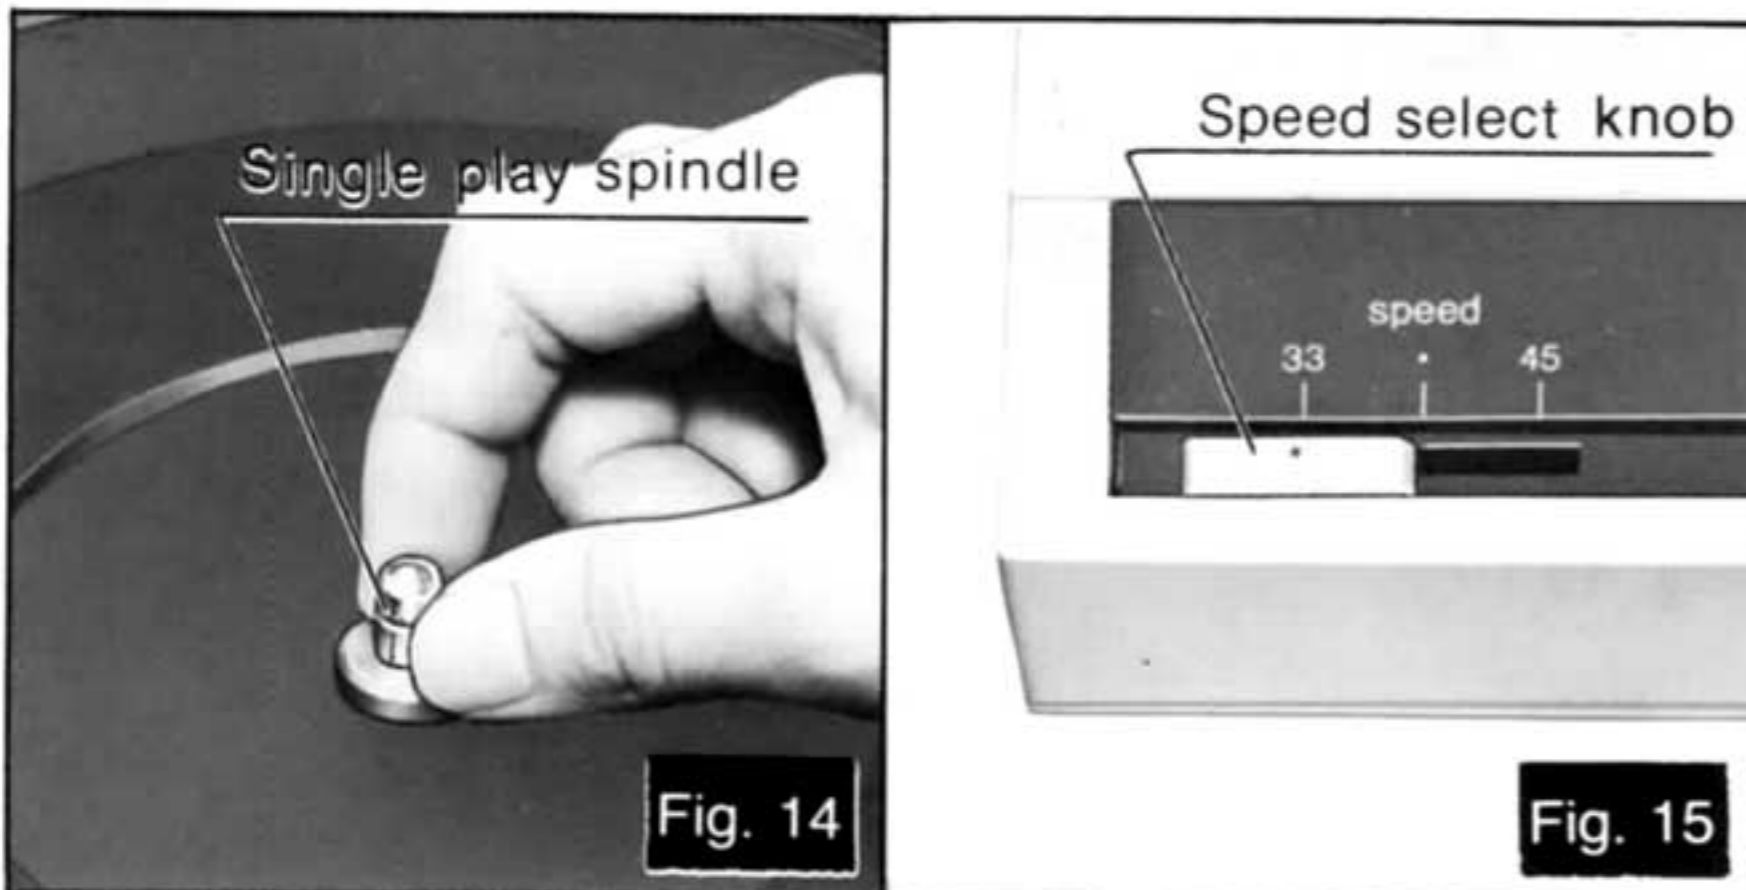 Single play spindle
Fig. 14
Speed select knob
speed
33 • 45
Fig. 15